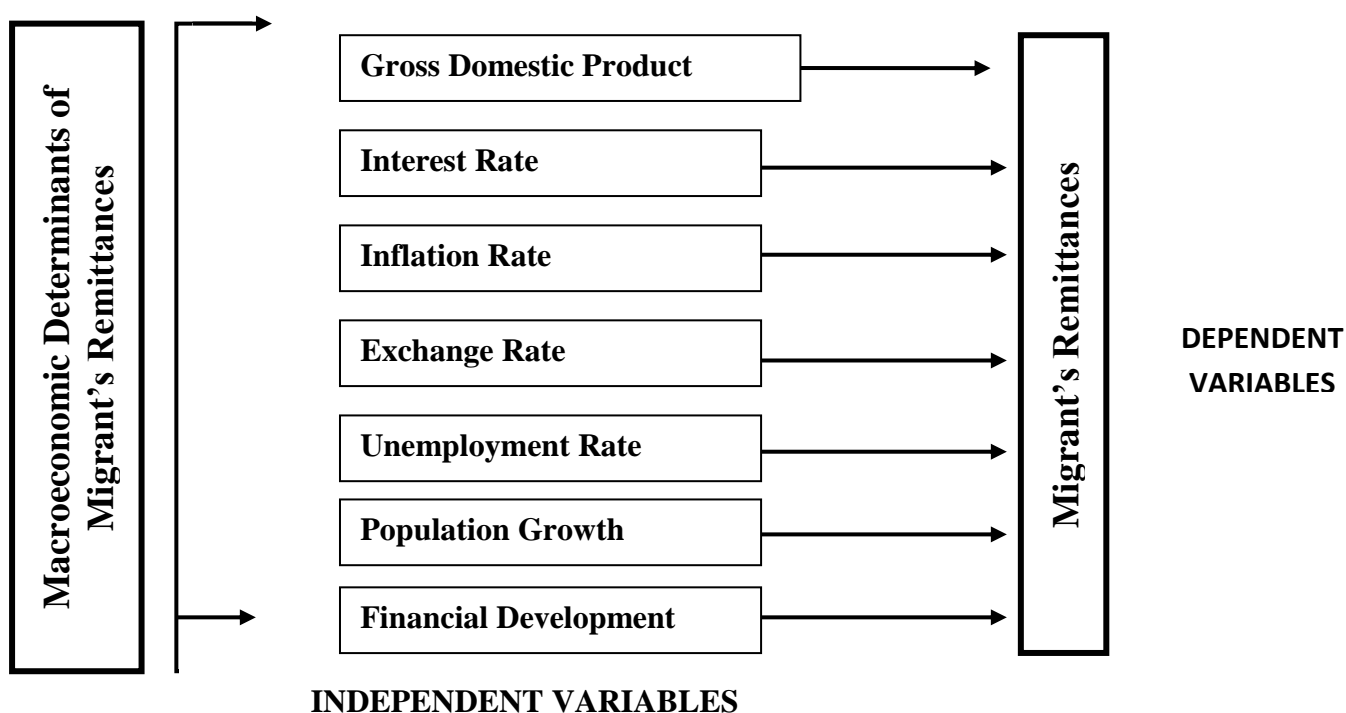 Macroeconomic Determinants of
Migrant’s Remittances
Gross Domestic Product
Interest Rate
Inflation Rate
Exchange Rate
Unemployment Rate
Population Growth
Financial Development
INDEPENDENT VARIABLES
Migrant’s Remittances
DEPENDENT
VARIABLES